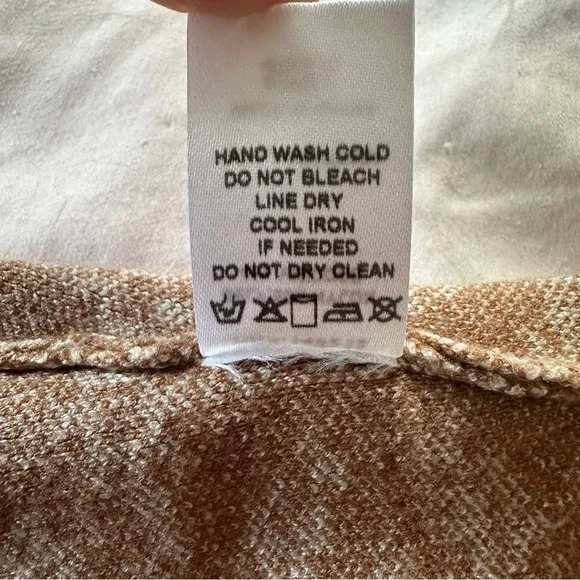 HAND WASH COLD
DO NOT BLEACH
LINE DRY
COOL IRON
IF NEEDED
DO NOT DRY CLEAN